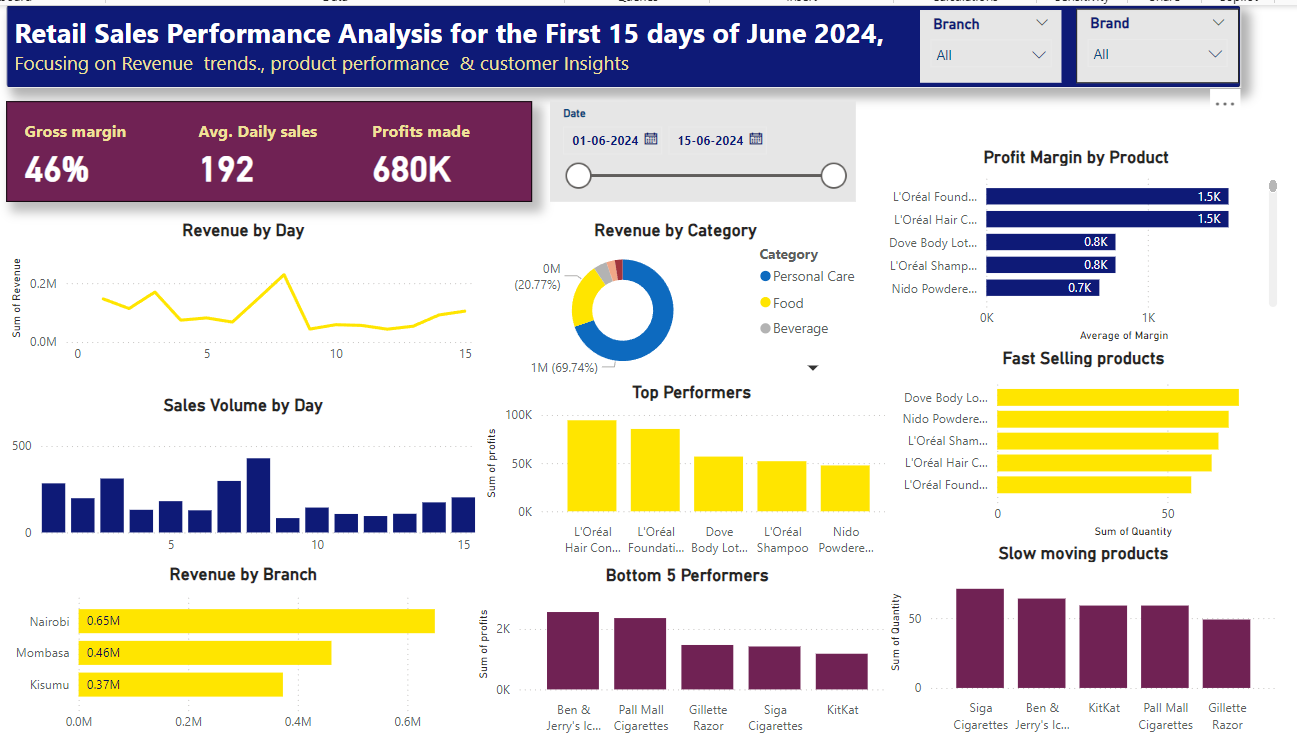 Retail Sales Performance Analysis for the First 15 days of June 2024,
Focusing on Revenue trends., product performance & customer Insights
Branch
All
Brand
All
Gross margin
46%
Avg. Daily sales
192
Profits made
680K
Date
01-06-2024 15-06-2024
Revenue by Day
Sum of Revenue
0.2M
0.0M
0 5 10 15
Revenue by Category
0M
(20.77%)
1M (69.74%)
Category
Personal Care
Food
Beverage
Profit Margin by Product
L'Oréal Found... 1.5K
L'Oréal Hair C... 1.5K
Dove Body Lot... 0.8K
L'Oréal Shamp... 0.8K
Nido Powdere... 0.7K
0K 1K
Average of Margin
Sales Volume by Day
500
0
5 10 15
Top Performers
Sum of profits
100K
50K
0K
L'Oréal
Hair Con...
L'Oréal
Foundati...
Dove
Body Lot...
L'Oréal
Shampoo
Nido
Powdere...
Fast Selling products
Dove Body Lo...
Nido Powdere...
L'Oréal Sham...
L'Oréal Hair C...
L'Oréal Found...
0 50
Sum of Quantity
Revenue by Branch
Nairobi 0.65M
Mombasa 0.46M
Kisumu 0.37M
0.0M 0.2M 0.4M 0.6M
Bottom 5 Performers
Sum of profits
2K
0K
Ben &
Jerry's Ic...
Pall Mall
Cigarettes
Gillette
Razor
Siga
Cigarettes
KitKat
Slow moving products
Sum of Quantity
50
0
Siga
Cigarettes
Ben &
Jerry's Ic...
KitKat
Pall Mall
Cigarettes
Gillette
Razor